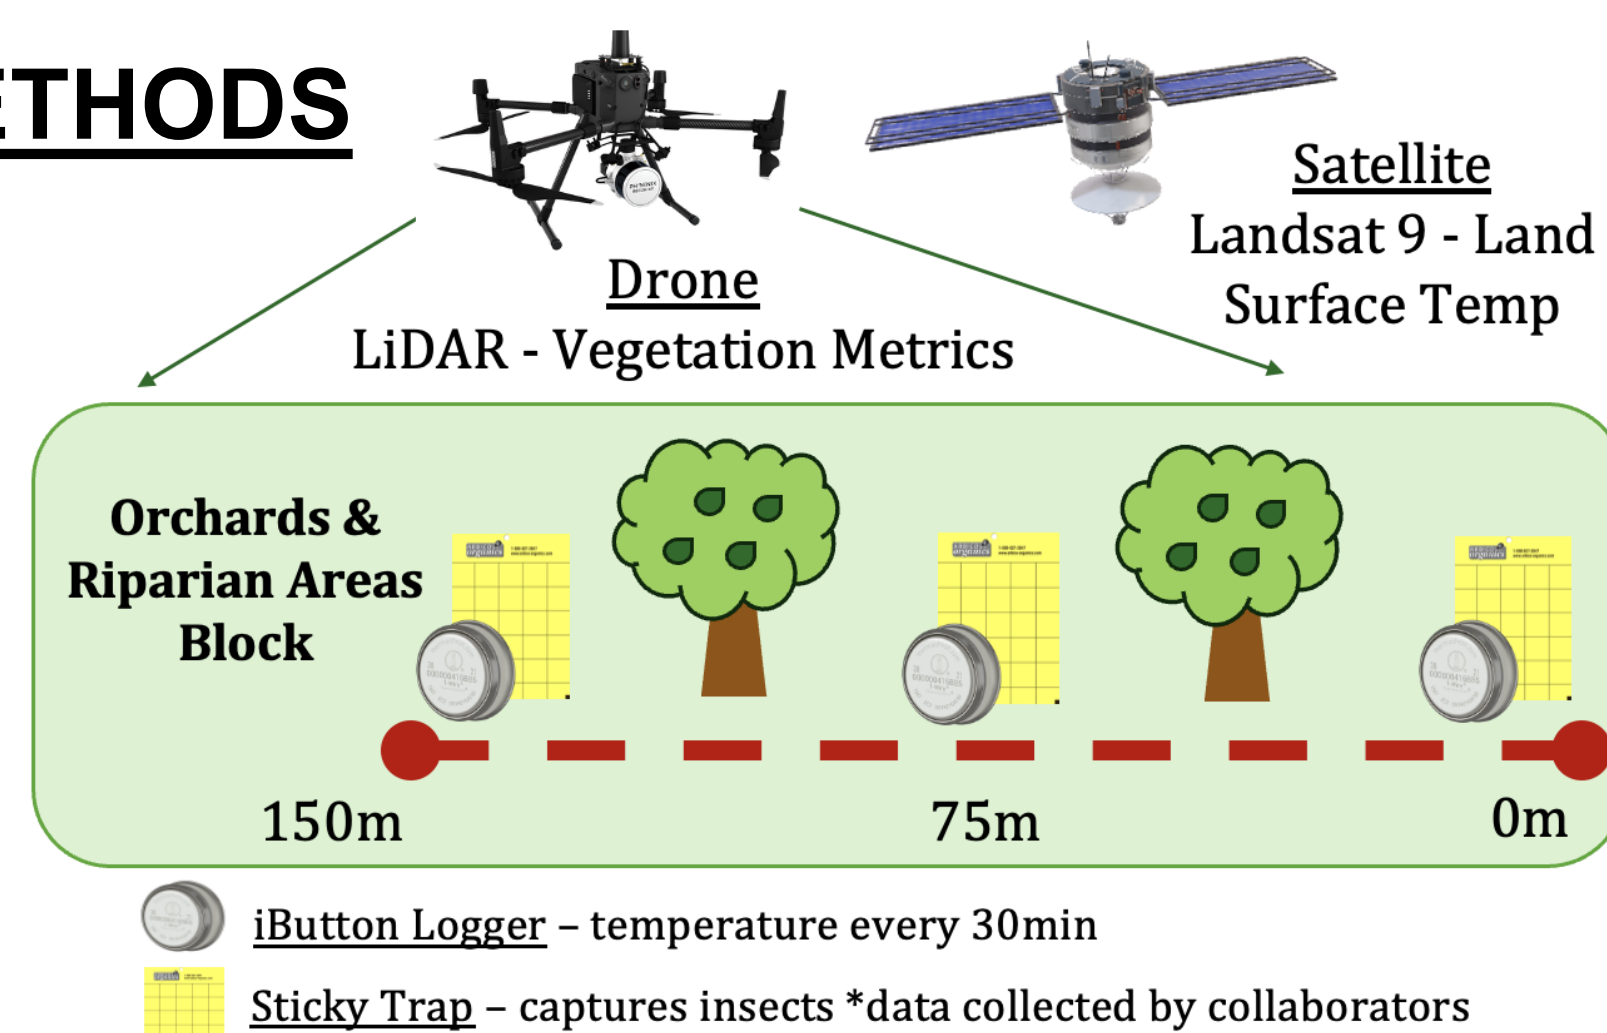 ETHODS
Satellite
Landsat 9 - Land
Surface Temp
Drone
LiDAR - Vegetation Metrics
Orchards &
Riparian Areas
Block
150m
75m
0m
iButton Logger – temperature every 30min
Sticky Trap – captures insects *data collected by collaborators